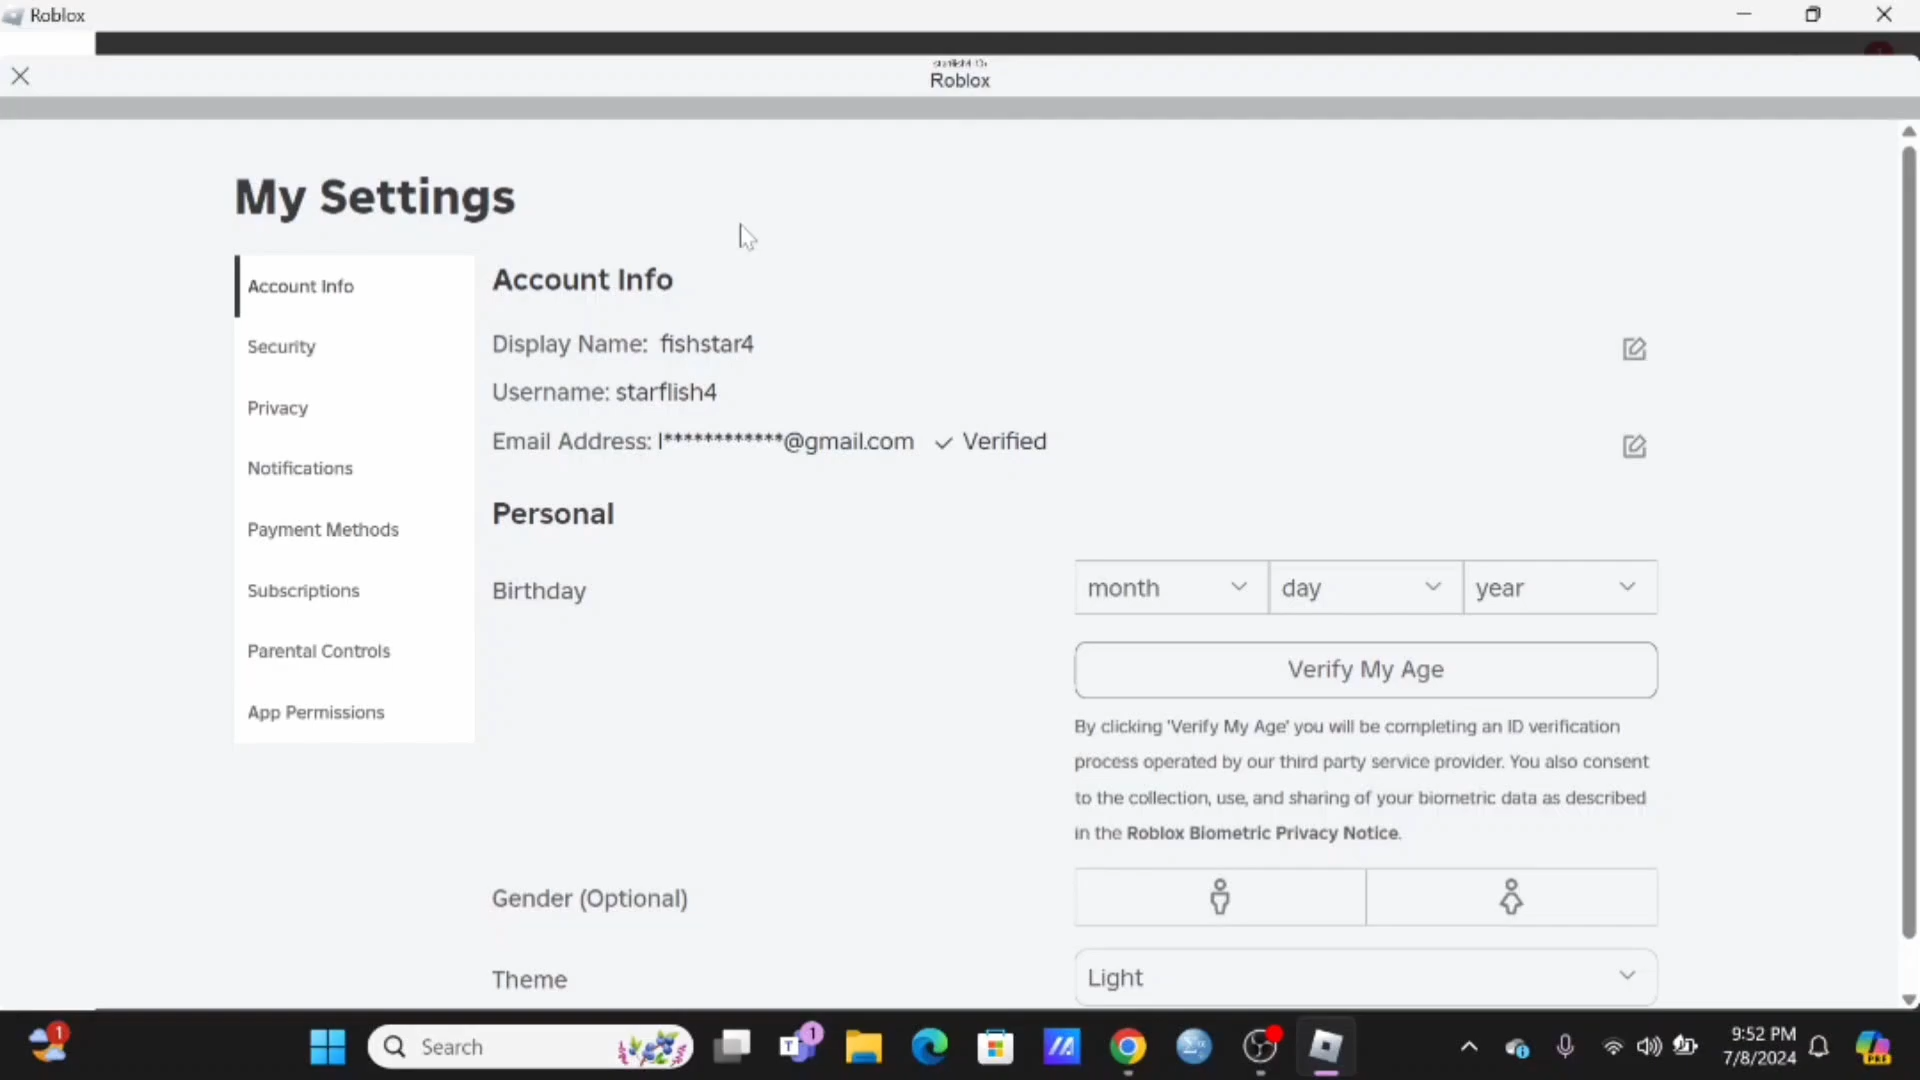 Roblox
Roblox
My Settings
Account Info
Security
Privacy
Notifications
Payment Methods
Subscriptions
Parental Controls
App Permissions
Account Info
Display Name: fishstar4
Username: starflish4
Email Address: l************@gmail.com ✓ Verified
Personal
Birthday
month
day
year
Verify My Age
By clicking 'Verify My Age' you will be completing an ID verification
process operated by our third party service provider. You also consent
to the collection, use, and sharing of your biometric data as described
in the Roblox Biometric Privacy Notice.
Gender (Optional)
Theme
Light
1
Search
1
9:52 PM
7/8/2024
PRE